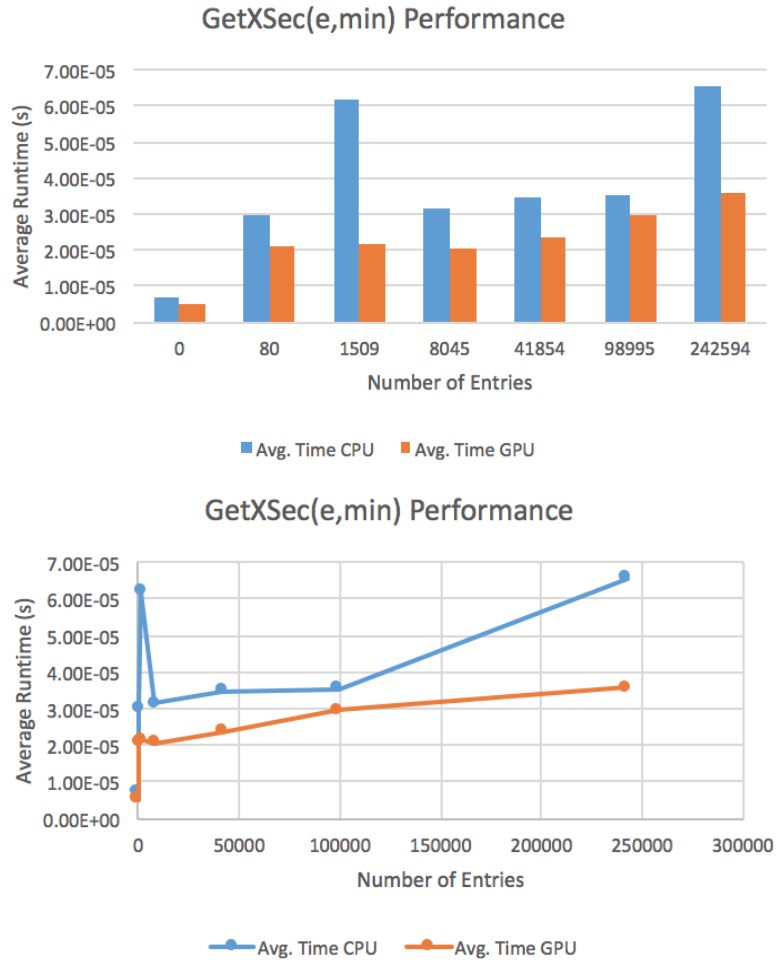 GetXSec(e,min) Performance
7.00E-05
6.00E-05
5.00E-05
4.00E-05
3.00E-05
2.00E-05
1.00E-05
0.00E+00
Average Runtime (s)
0 80 1509 8045 41854 98995 242594
Number of Entries
Avg. Time CPU Avg. Time GPU
GetXSec(e,min) Performance
7.00E-05
6.00E-05
5.00E-05
4.00E-05
3.00E-05
2.00E-05
1.00E-05
0.00E+00
Average Runtime (s)
0 50000 100000 150000 200000 250000 300000
Number of Entries
Avg. Time CPU Avg. Time GPU